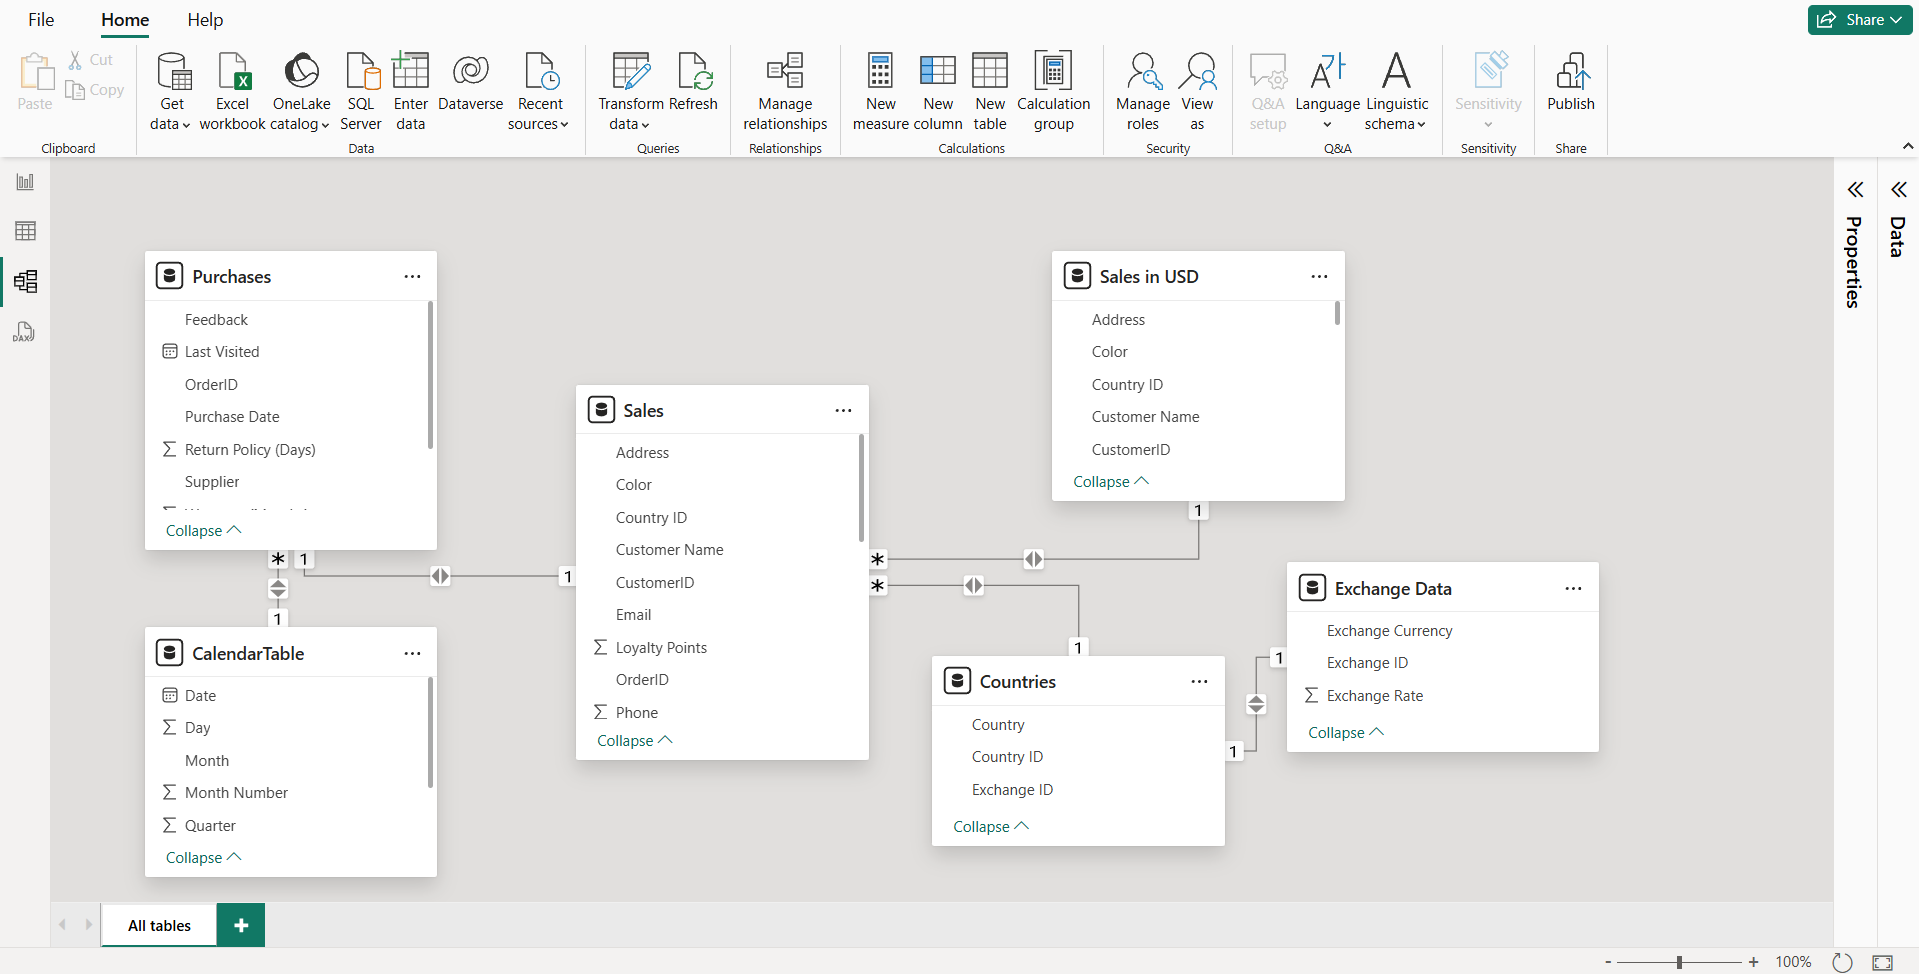 File
Home
Help
Share
Paste
Cut
Copy
Clipboard
Get data
Excel workbook
OneLake catalog
SQL Server
Enter data
Dataverse
Recent sources
Data
Transform data
Refresh
Queries
Manage relationships
Relationships
New measure
New column
New table
Calculation group
Calculations
Manage roles
View as
Security
Q&A setup
Language
Linguistic schema
Q&A
Sensitivity
Sensitivity
Publish
Share
DAX
Properties
Data
Purchases
Feedback
Last Visited
OrderID
Purchase Date
Σ Return Policy (Days)
Supplier
Collapse
* 1
1
1
CalendarTable
Date
Σ Day
Month
Σ Month Number
Σ Quarter
Collapse
Sales
Address
Color
Country ID
Customer Name
CustomerID
Email
Σ Loyalty Points
OrderID
Σ Phone
Collapse
*
*
Sales in USD
Address
Color
Country ID
Customer Name
CustomerID
Collapse
1
1
Countries
Country
Country ID
Exchange ID
Collapse
1
1
Exchange Data
Exchange Currency
Exchange ID
Σ Exchange Rate
Collapse
All tables
+
- + 100%